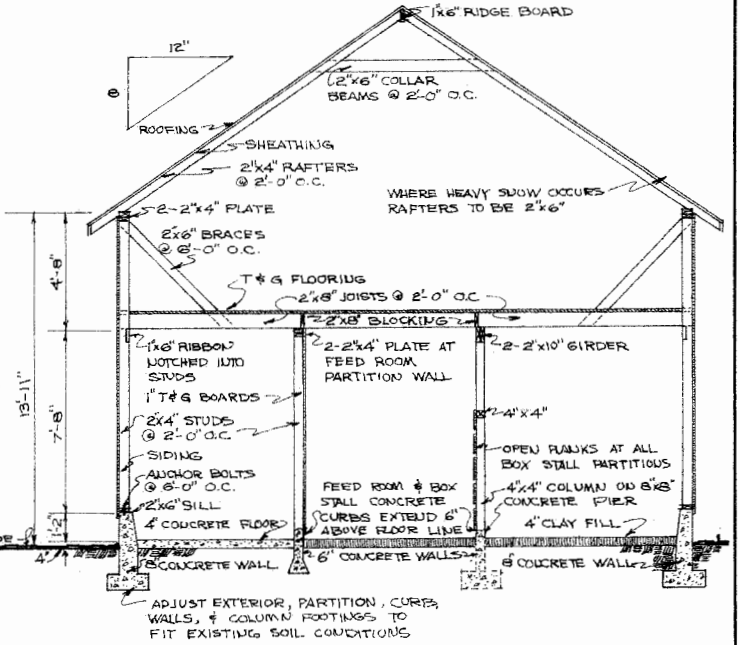 1"x6" RIDGE BOARD
12"
8
2"x6" COLLAR
BEAMS @ 2'-0" O.C.
ROOFING
SHEATHING
2"x4" RAFTERS
@ 2'-0" O.C.
WHERE HEAVY SNOW OCCURS
RAFTERS TO BE 2"x6"
2-2"x4" PLATE
2"x6" BRACES
@ 6'-0" O.C.
4'-8"
T & G FLOORING
2"x8" JOISTS @ 2'-0" O.C
2"x8" BLOCKING
1"x6" RIBBON
NOTCHED INTO
STUDS
2-2"x4" PLATE AT
FEED ROOM
PARTITION WALL
2-2"x10" GIRDER
1" T & G BOARDS
13'-11"
7'-8"
2"x4" STUDS
@ 2'-0" O.C.
4"x4"
SIDING
OPEN PLANKS AT ALL
BOX STALL PARTITIONS
ANCHOR BOLTS
@ 6'-0" O.C.
2"x6" SILL
FEED ROOM & BOX
STALL CONCRETE
CURBS EXTEND 6"
ABOVE FLOOR LINE
4"x4" COLUMN ON 8"x8"
CONCRETE PIER
1'-2"
4" CONCRETE FLOOR
4" CLAY FILL
4"
8" CONCRETE WALL
6" CONCRETE WALLS
8" CONCRETE WALL
ADJUST EXTERIOR, PARTITION, CURB,
WALLS, & COLUMN FOOTINGS TO
FIT EXISTING SOIL CONDITIONS